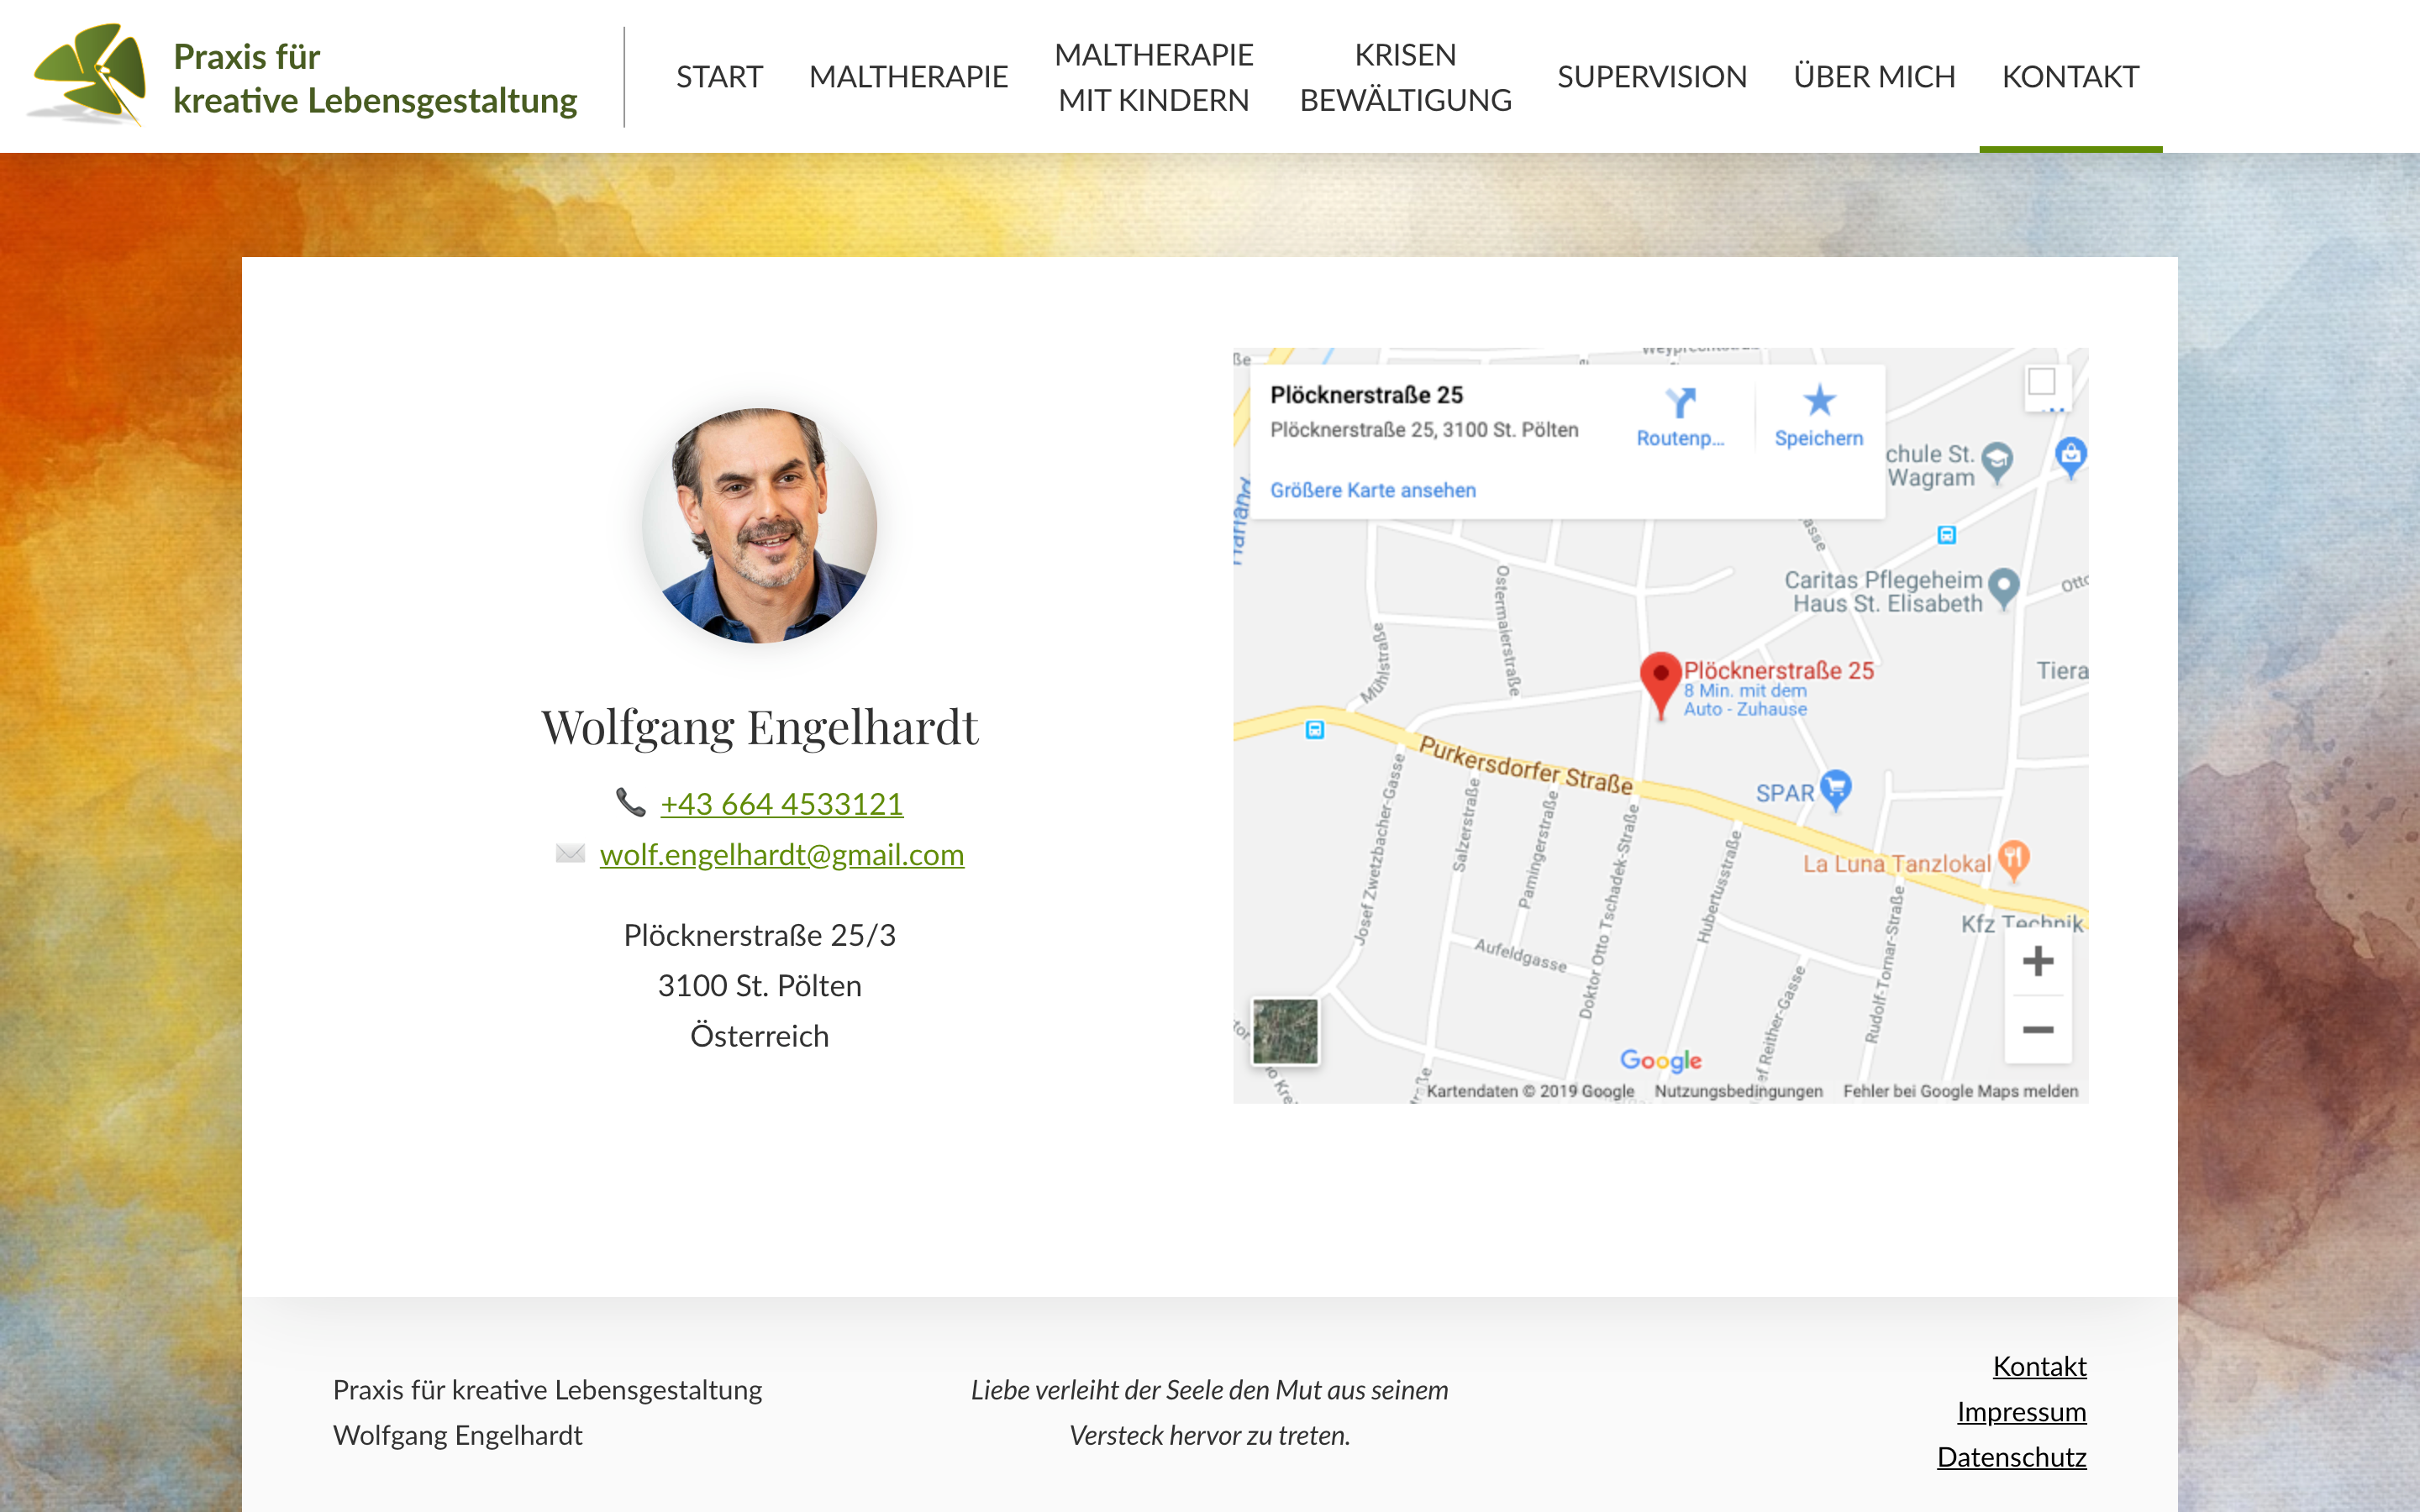 Praxis für
kreative Lebensgestaltung
START
MALTHERAPIE
MALTHERAPIE
MIT KINDERN
KRISEN
BEWÄLTIGUNG
SUPERVISION
ÜBER MICH
KONTAKT
Wolfgang Engelhardt
+43 664 4533121
wolf.engelhardt@gmail.com
Plöcknerstraße 25/3
3100 St. Pölten
Österreich
Plöcknerstraße 25
Plöcknerstraße 25, 3100 St. Pölten
Routenp...
Speichern
Größere Karte ansehen
chule St.
Wagram
asse
Caritas Pflegeheim
Haus St. Elisabeth
Otto
Ostermaierstraße
Mühlstraße
Plöcknerstraße 25
8 Min. mit dem
Auto - Zuhause
Tiera
Purkersdorfer Straße
SPAR
La Luna Tanzlokal
Kfz Technik
Josef Zwetzbacher-Gasse
Salzerstraße
Parningerstraße
Doktor Otto Tschadek-Straße
Hubertusstraße
Rudolf-Tornar-Straße
Aufeldgasse
ef Reither-Gasse
Google
Kartendaten © 2019 Google
Nutzungsbedingungen
Fehler bei Google Maps melden
Praxis für kreative Lebensgestaltung
Wolfgang Engelhardt
Liebe verleiht der Seele den Mut aus seinem
Versteck hervor zu treten.
Kontakt
Impressum
Datenschutz